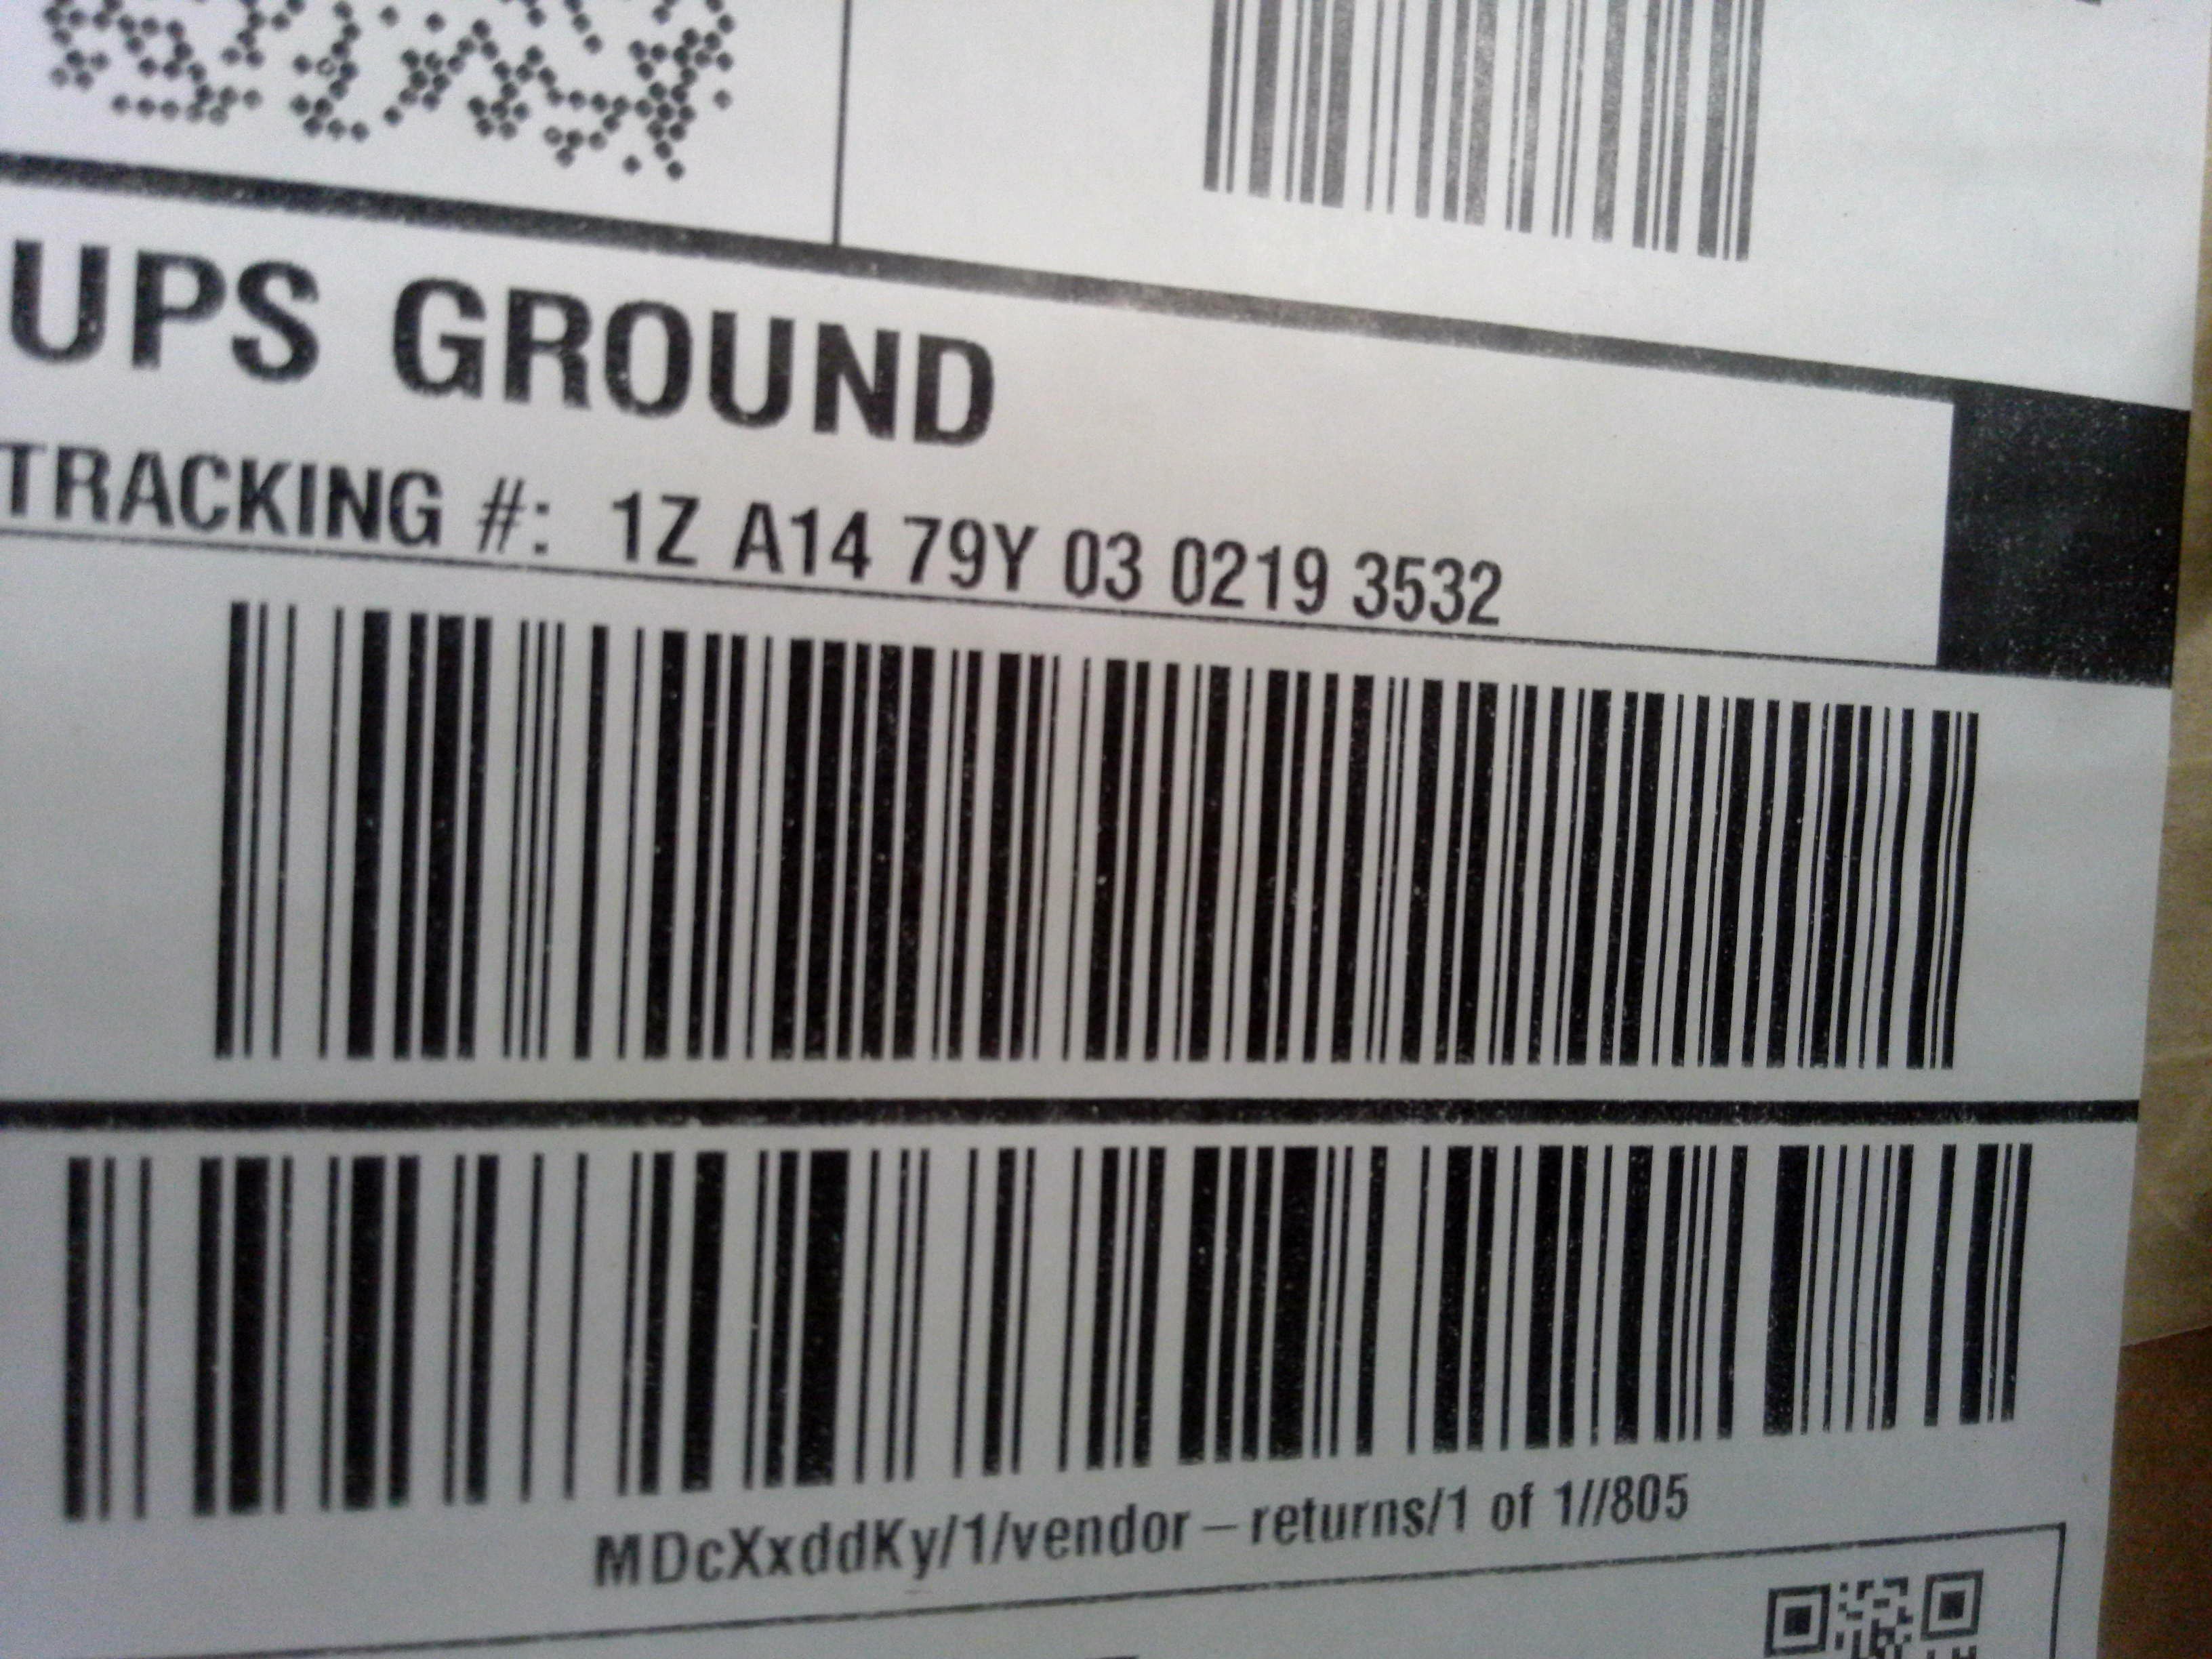 UPS GROUND
TRACKING #: 1Z A14 79Y 03 0219 3532
MDcXxddKy/1/vendor-returns/1 of 1//805